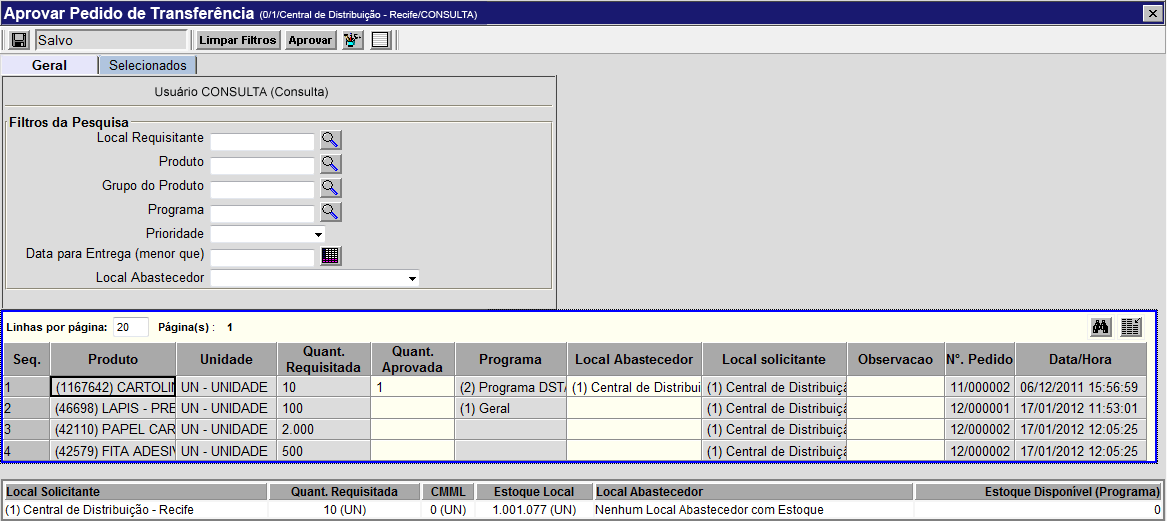 Aprovar Pedido de Transferência (0/1/Central de Distribuição - Recife/CONSULTA)
Salvo Limpar Filtros Aprovar
Geral Selecionados
Usuário CONSULTA (Consulta)
Filtros da Pesquisa
Local Requisitante
Produto
Grupo do Produto
Programa
Prioridade
Data para Entrega (menor que)
Local Abastecedor
Linhas por página: 20 Página(s) : 1
Seq. Produto Unidade Quant. Requisitada Quant. Aprovada Programa Local Abastecedor Local solicitante Observacao N°. Pedido Data/Hora
1 (1167642) CARTOLIN UN - UNIDADE 10 1 (2) Programa DST/ (1) Central de Distribui (1) Central de Distribuiçã 11/000002 06/12/2011 15:56:59
2 (46698) LAPIS - PRE UN - UNIDADE 100 (1) Geral (1) Central de Distribuiçã 12/000001 17/01/2012 11:53:01
3 (42110) PAPEL CAR UN - UNIDADE 2.000 (1) Central de Distribuiçã 12/000002 17/01/2012 12:05:25
4 (42579) FITA ADESIV UN - UNIDADE 500 (1) Central de Distribuiçã 12/000002 17/01/2012 12:05:25
Local Solicitante Quant. Requisitada CMML Estoque Local Local Abastecedor Estoque Disponível (Programa)
(1) Central de Distribuição - Recife 10 (UN) 0 (UN) 1.001.077 (UN) Nenhum Local Abastecedor com Estoque 0